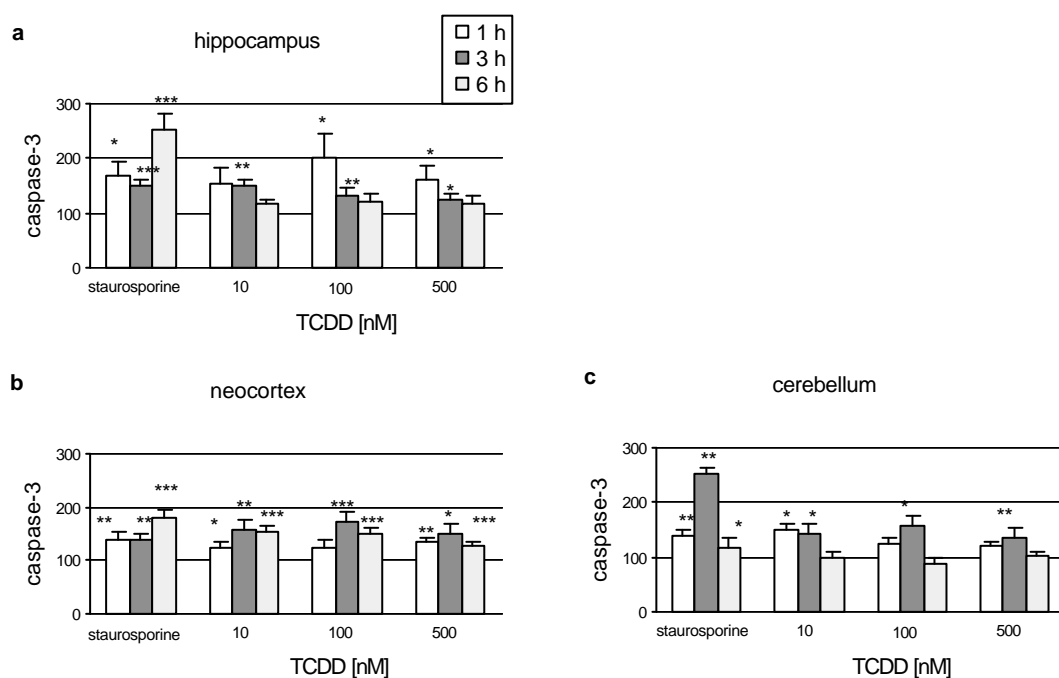 a
hippocampus
1 h
3 h
6 h
caspase-3
300
200
100
0
* *** *** ** * ** * *
staurosporine 10 100 500
TCDD [nM]
b
neocortex
caspase-3
300
200
100
0
** ** *** * ** *** *** *** ** * ***
staurosporine 10 100 500
TCDD [nM]
c
cerebellum
caspase-3
300
200
100
0
** ** * * * * **
staurosporine 10 100 500
TCDD [nM]